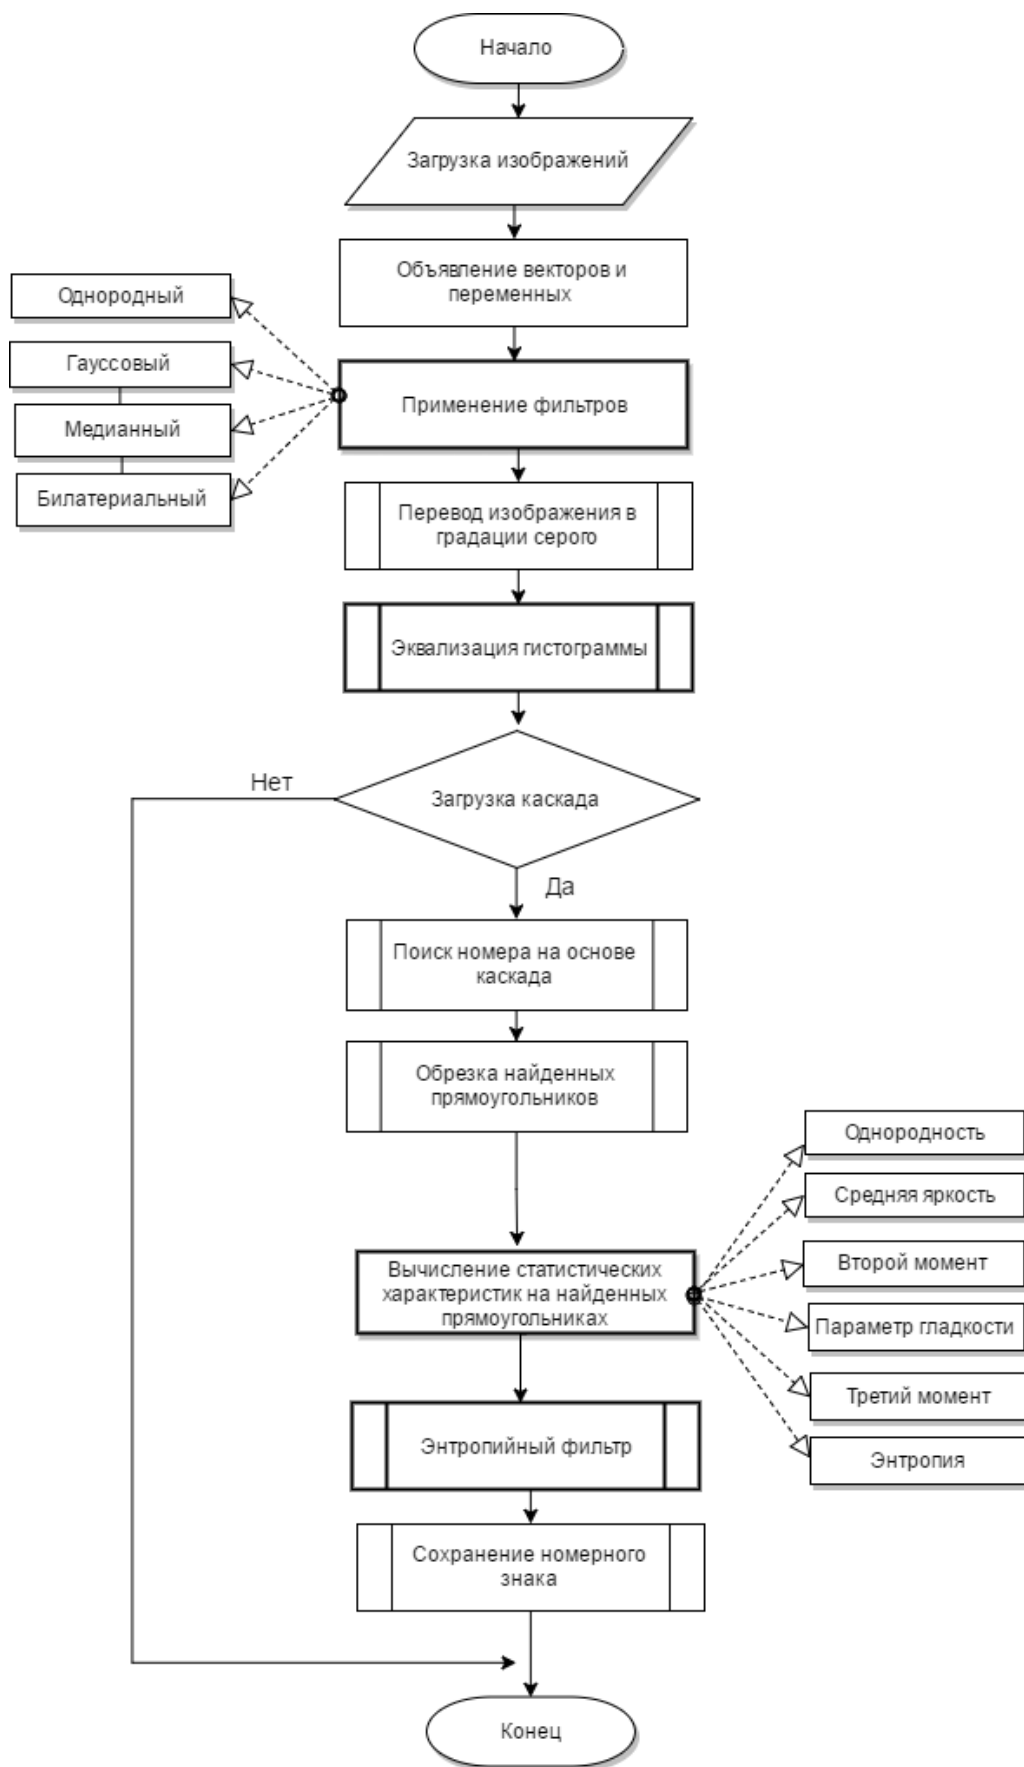 Начало
Загрузка изображений
Объявление векторов и
переменных
Однородный
Гауссовый
Медианный
Билатериальный
Применение фильтров
Перевод изображения в
градации серого
Эквализация гистограммы
Нет
Загрузка каскада
Да
Поиск номера на основе
каскада
Обрезка найденных
прямоугольников
Вычисление статистических
характеристик на найденных
прямоугольниках
Однородность
Средняя яркость
Второй момент
Параметр гладкости
Третий момент
Энтропия
Энтропийный фильтр
Сохранение номерного
знака
Конец